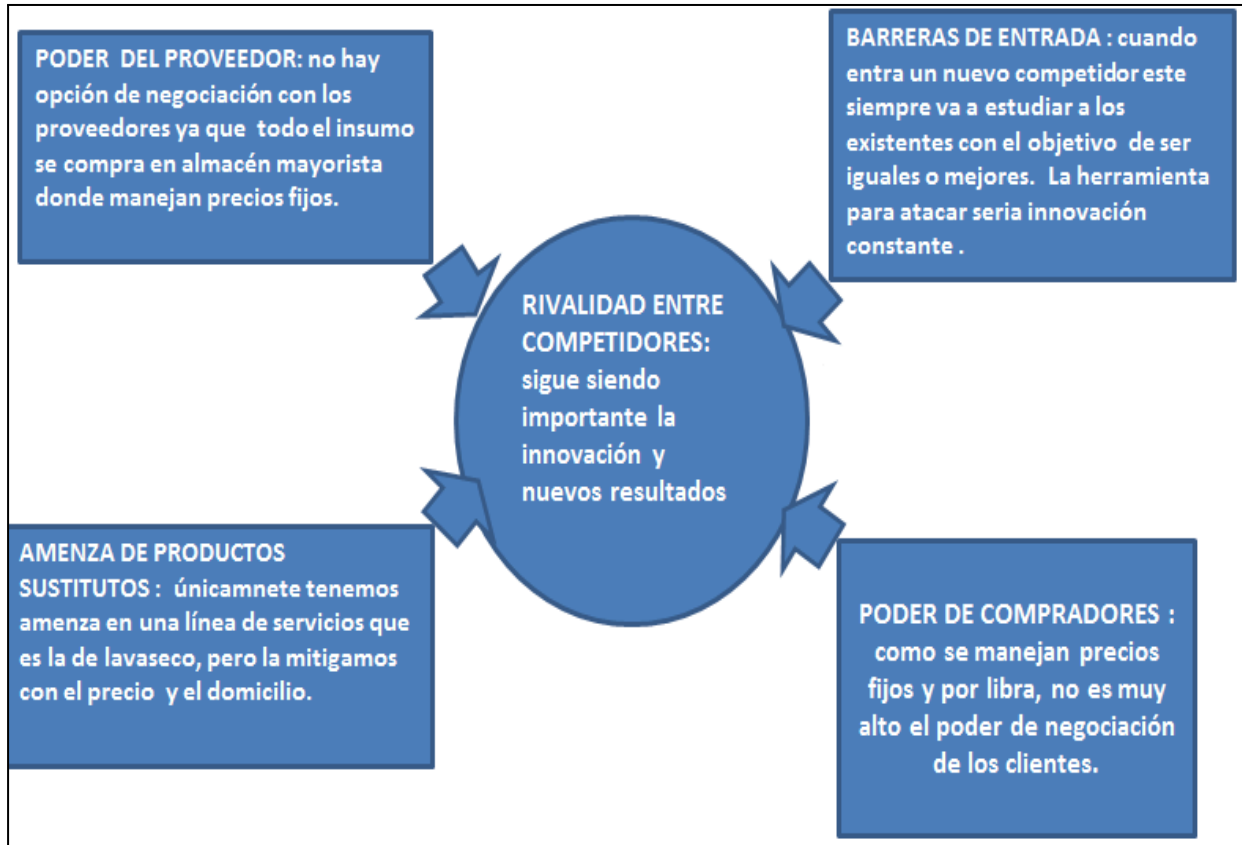 PODER DEL PROVEEDOR: no hay
opción de negociación con los
proveedores ya que todo el insumo
se compra en almacén mayorista
donde manejan precios fijos.
BARRERAS DE ENTRADA : cuando
entra un nuevo competidor este
siempre va a estudiar a los
existentes con el objetivo de ser
iguales o mejores. La herramienta
para atacar seria innovación
constante .
RIVALIDAD ENTRE
COMPETIDORES:
sigue siendo
importante la
innovación y
nuevos resultados
AMENZA DE PRODUCTOS
SUSTITUTOS : únicamnete tenemos
amenza en una línea de servicios que
es la de lavaseco, pero la mitigamos
con el precio y el domicilio.
PODER DE COMPRADORES :
como se manejan precios
fijos y por libra, no es muy
alto el poder de negociación
de los clientes.